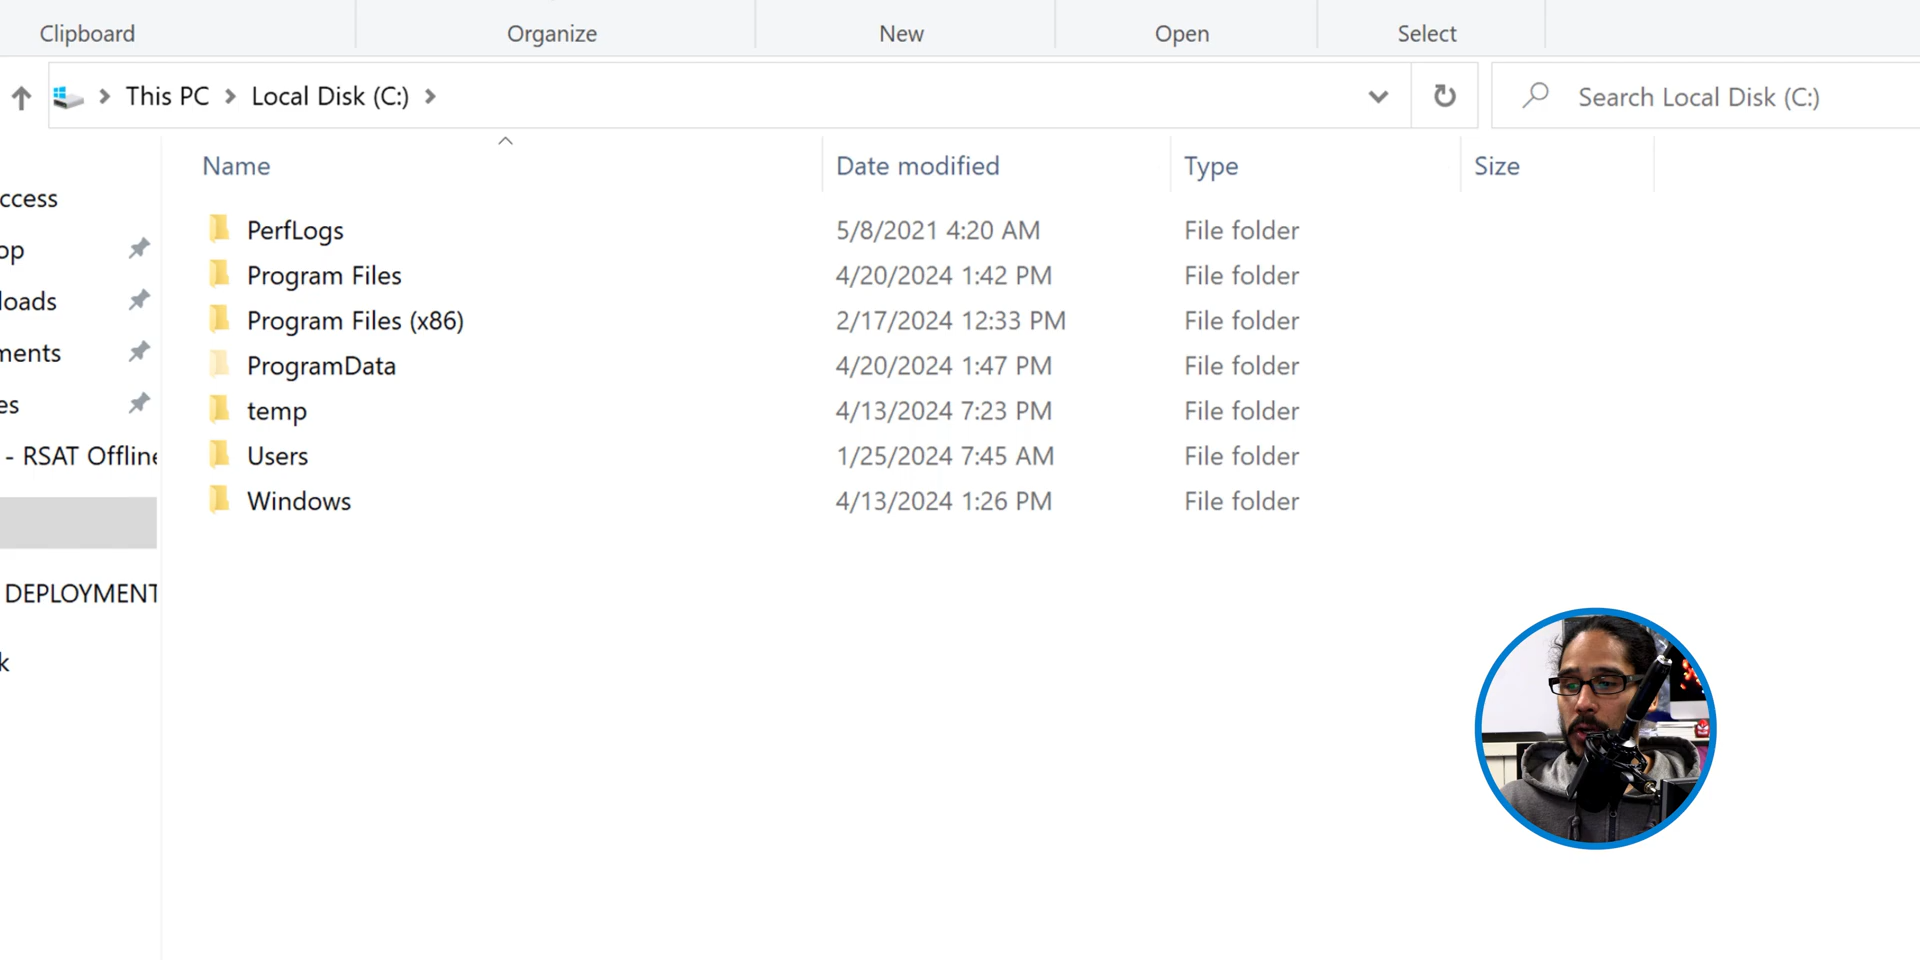 Clipboard Organize New Open Select
This PC Local Disk (C:) Search Local Disk (C:)
Name Date modified Type Size
ccess
op
loads
ments
es
- RSAT Offline
DEPLOYMENT
k
PerfLogs 5/8/2021 4:20 AM File folder
Program Files 4/20/2024 1:42 PM File folder
Program Files (x86) 2/17/2024 12:33 PM File folder
ProgramData 4/20/2024 1:47 PM File folder
temp 4/13/2024 7:23 PM File folder
Users 1/25/2024 7:45 AM File folder
Windows 4/13/2024 1:26 PM File folder